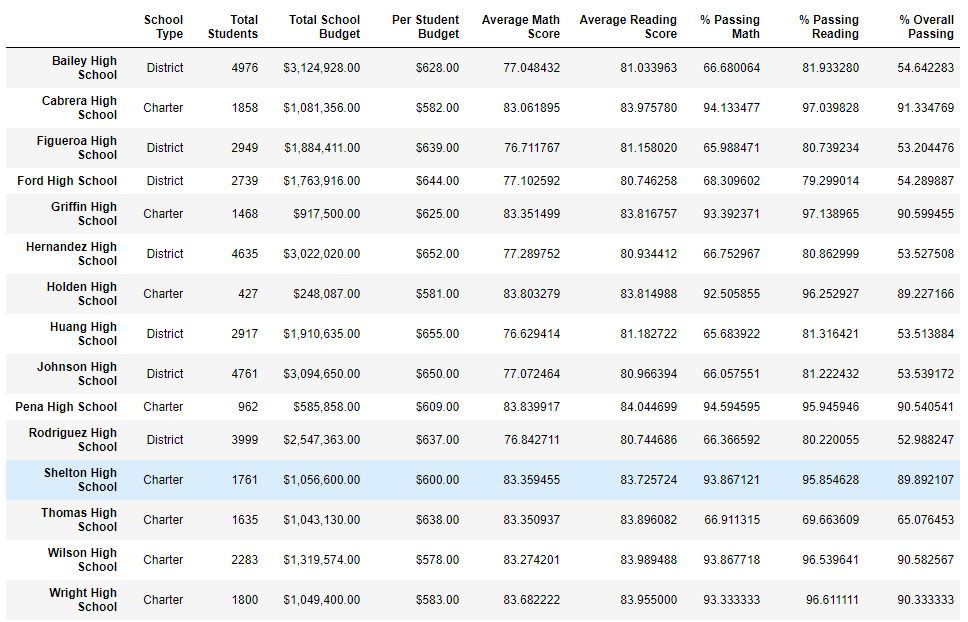 School Type Total Students Total School Budget Per Student Budget Average Math Score Average Reading Score % Passing Math % Passing Reading % Overall Passing
Bailey High School District 4976 $3,124,928.00 $628.00 77.048432 81.033963 66.680064 81.933280 54.642283
Cabrera High School Charter 1858 $1,081,356.00 $582.00 83.061895 83.975780 94.133477 97.039828 91.334769
Figueroa High School District 2949 $1,884,411.00 $639.00 76.711767 81.158020 65.988471 80.739234 53.204476
Ford High School District 2739 $1,763,916.00 $644.00 77.102592 80.746258 68.309602 79.299014 54.289887
Griffin High School Charter 1468 $917,500.00 $625.00 83.351499 83.816757 93.392371 97.138965 90.599455
Hernandez High School District 4635 $3,022,020.00 $652.00 77.289752 80.934412 66.752967 80.862999 53.527508
Holden High School Charter 427 $248,087.00 $581.00 83.803279 83.814988 92.505855 96.252927 89.227166
Huang High School District 2917 $1,910,635.00 $655.00 76.629414 81.182722 65.683922 81.316421 53.513884
Johnson High School District 4761 $3,094,650.00 $650.00 77.072464 80.966394 66.057551 81.222432 53.539172
Pena High School Charter 962 $585,858.00 $609.00 83.839917 84.044699 94.594595 95.945946 90.540541
Rodriguez High School District 3999 $2,547,363.00 $637.00 76.842711 80.744686 66.366592 80.220055 52.988247
Shelton High School Charter 1761 $1,056,600.00 $600.00 83.359455 83.725724 93.867121 95.854628 89.892107
Thomas High School Charter 1635 $1,043,130.00 $638.00 83.350937 83.896082 66.911315 69.663609 65.076453
Wilson High School Charter 2283 $1,319,574.00 $578.00 83.274201 83.989488 93.867718 96.539641 90.582567
Wright High School Charter 1800 $1,049,400.00 $583.00 83.682222 83.955000 93.333333 96.611111 90.333333